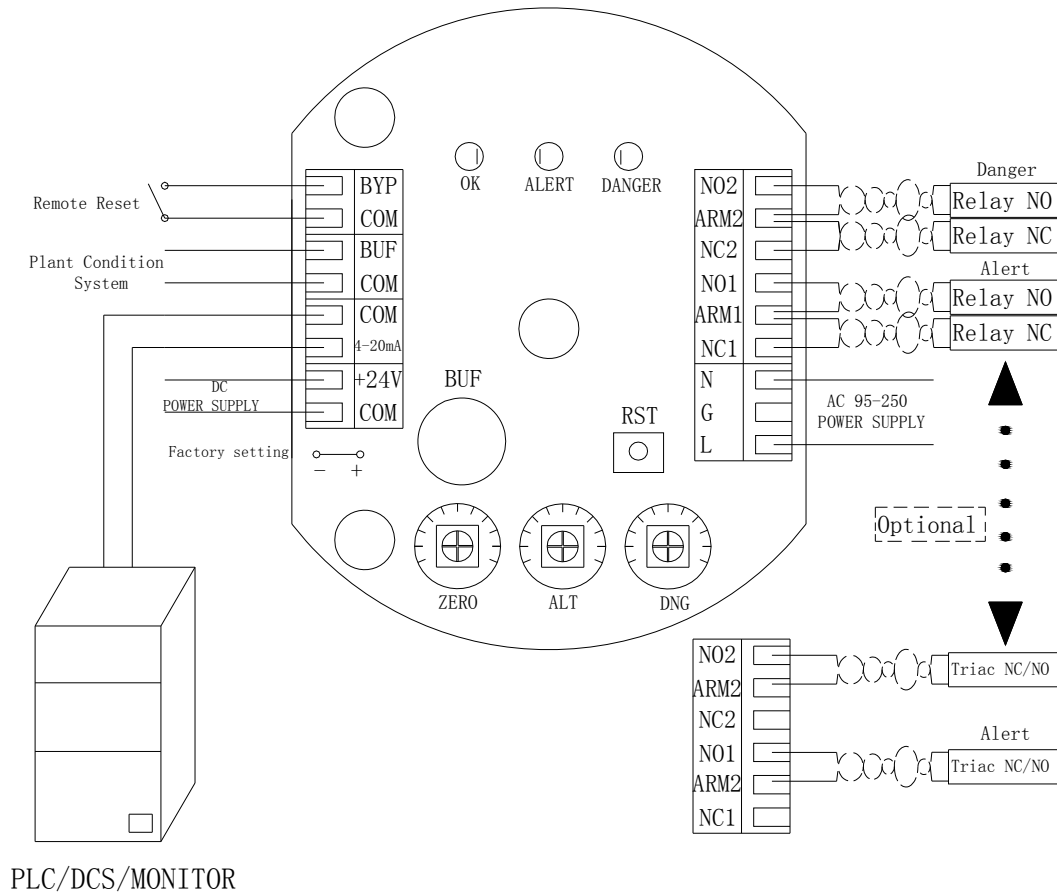 OK
ALERT
DANGER
Remote Reset
BYP
COM
Plant Condition
System
BUF
COM
COM
4-20mA
DC
POWER SUPPLY
+24V
COM
Factory setting
- +
BUF
RST
ZERO
ALT
DNG
NO2
ARM2
NC2
NO1
ARM1
NC1
N
G
L
Danger
Relay NO
Relay NC
Alert
Relay NO
Relay NC
AC 95-250
POWER SUPPLY
Optional
NO2
ARM2
NC2
NO1
ARM2
NC1
Triac NC/NO
Alert
Triac NC/NO
PLC/DCS/MONITOR